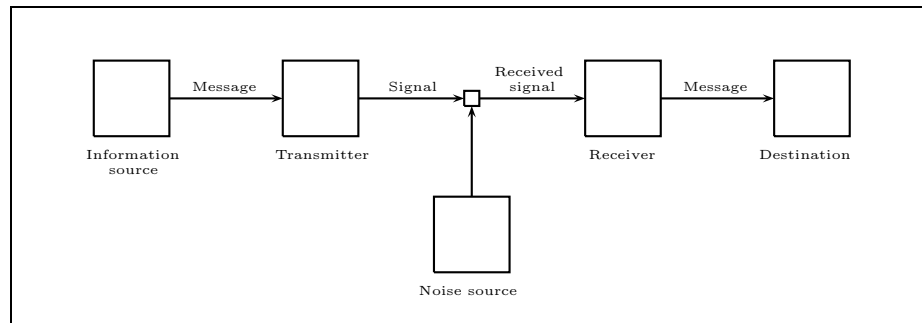 Message
Signal
Received
signal
Message
Information
source
Transmitter
Receiver
Destination
Noise source